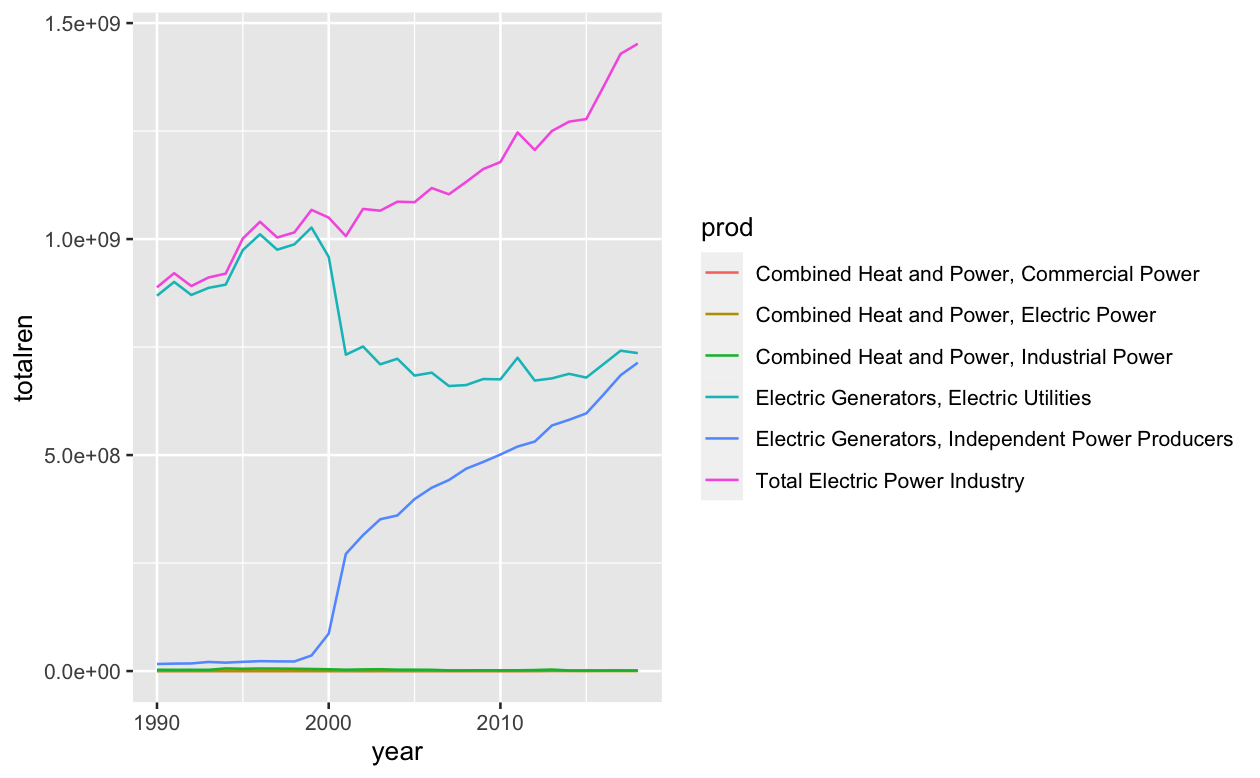 1.5e+09
1.0e+09
5.0e+08
0.0e+00
totalren
1990 2000 2010
year
prod
Combined Heat and Power, Commercial Power
Combined Heat and Power, Electric Power
Combined Heat and Power, Industrial Power
Electric Generators, Electric Utilities
Electric Generators, Independent Power Producers
Total Electric Power Industry